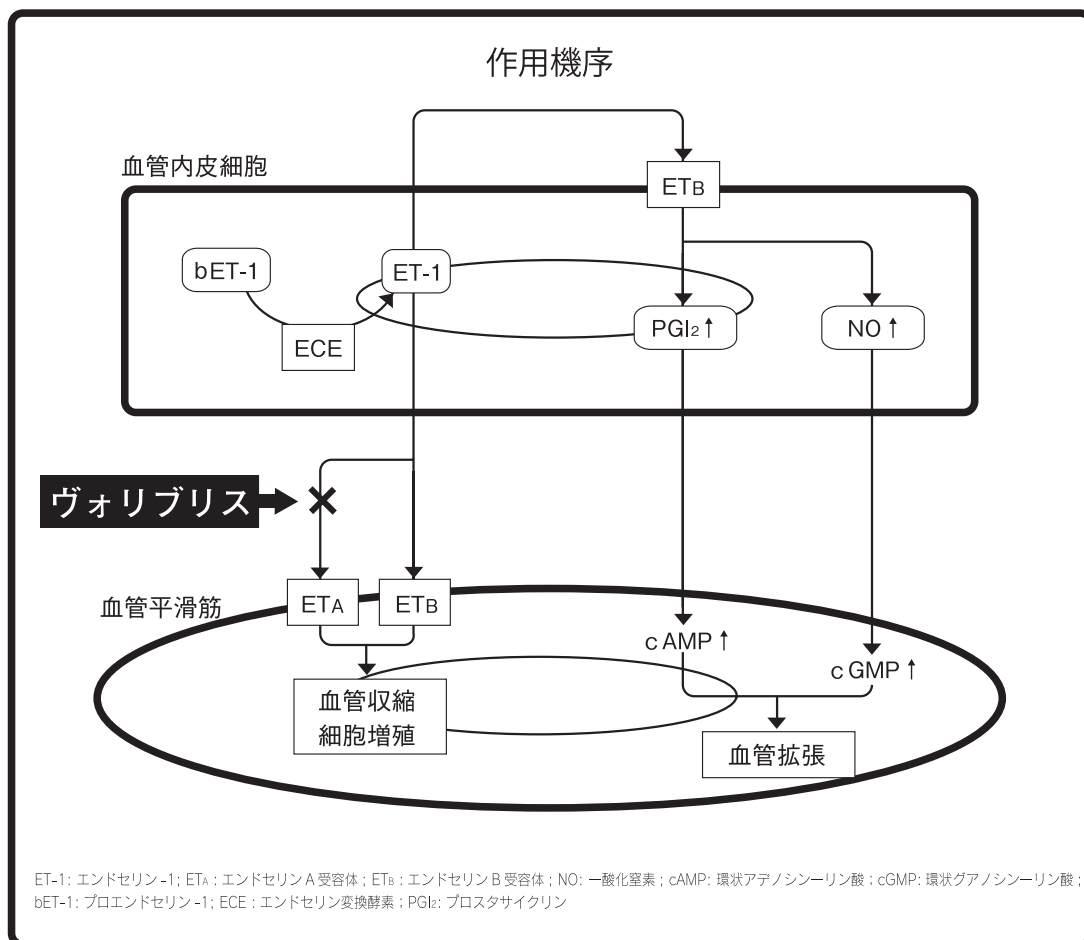 作用機序
血管内皮細胞
ETB
bET-1
ET-1
ECE
PGI2↑
NO↑
ヴォリブリス
血管平滑筋
ETA
ETB
cAMP↑
cGMP↑
血管収縮
細胞増殖
血管拡張
ET-1: エンドセリン-1; ETA : エンドセリンA受容体 ; ETB : エンドセリンB受容体 ; NO: 一酸化窒素 ; cAMP: 環状アデノシン一リン酸 ; cGMP: 環状グアノシン一リン酸 ;
bET-1: プロエンドセリン-1; ECE : エンドセリン変換酵素 ; PGI2: プロスタサイクリン